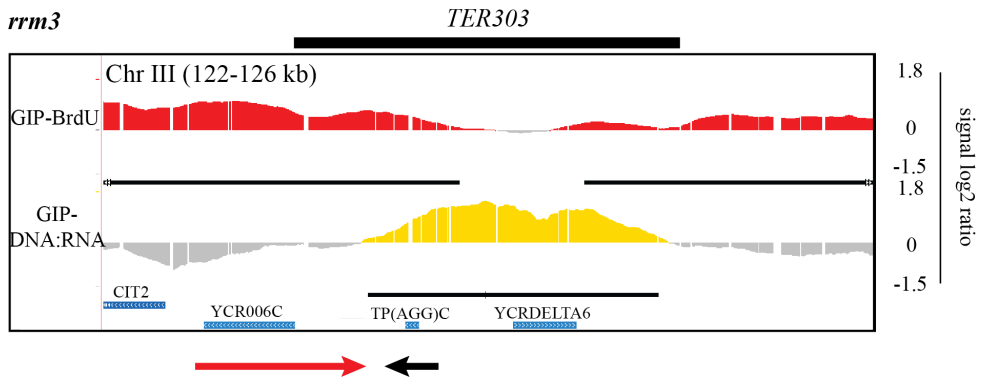 rrm3
TER303
Chr III (122-126 kb)
GIP-BrdU
1.8
0
-1.5
GIP-
DNA:RNA
1.8
0
-1.5
signal log2 ratio
CIT2
YCR006C
TP(AGG)C
YCRDELTA6